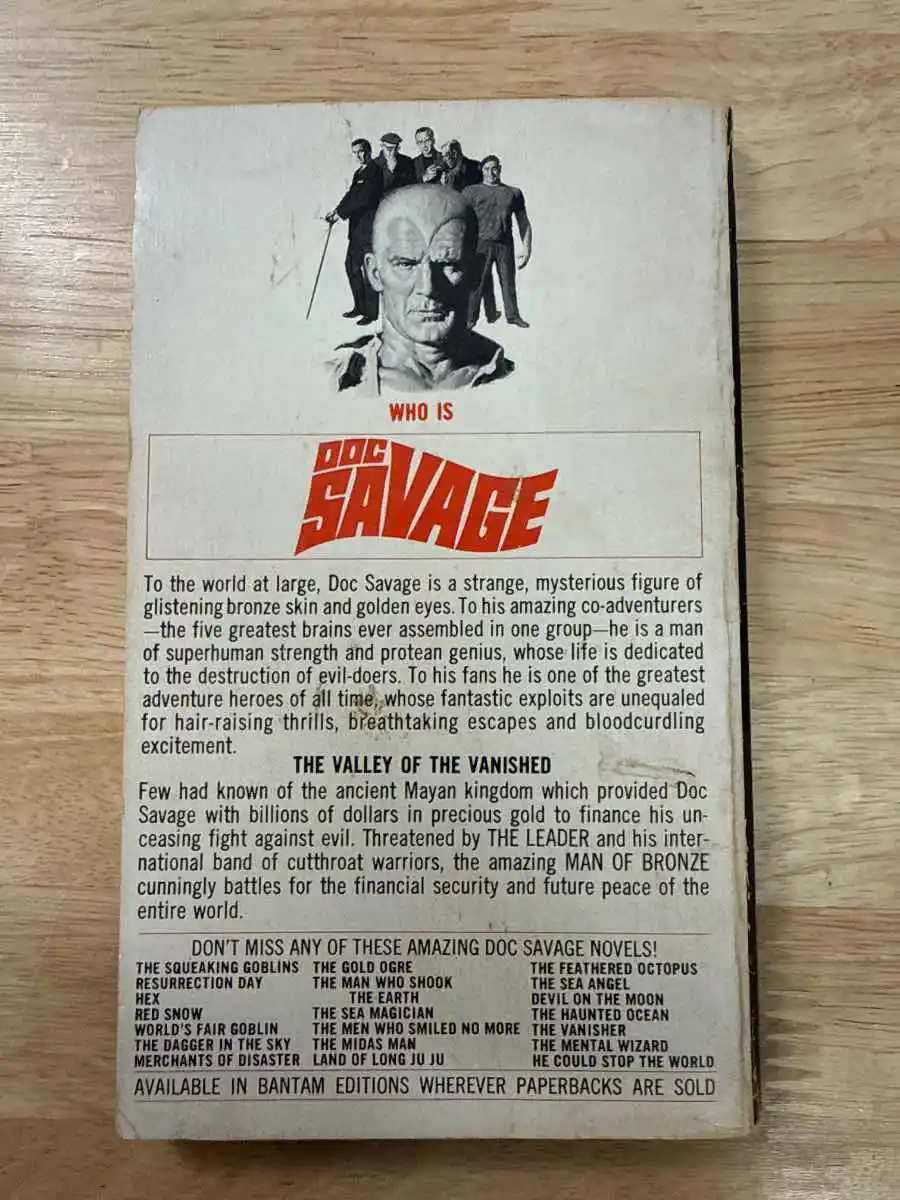 WHO IS
DOC
SAVAGE
To the world at large, Doc Savage is a strange, mysterious figure of
glistening bronze skin and golden eyes. To his amazing co-adventurers
—the five greatest brains ever assembled in one group—he is a man
of superhuman strength and protean genius, whose life is dedicated
to the destruction of evil-doers. To his fans he is one of the greatest
adventure heroes of all time, whose fantastic exploits are unequaled
for hair-raising thrills, breathtaking escapes and bloodcurdling
excitement.
THE VALLEY OF THE VANISHED
Few had known of the ancient Mayan kingdom which provided Doc
Savage with billions of dollars in precious gold to finance his un-
ceasing fight against evil. Threatened by THE LEADER and his inter-
national band of cutthroat warriors, the amazing MAN OF BRONZE
cunningly battles for the financial security and future peace of the
entire world.
DON'T MISS ANY OF THESE AMAZING DOC SAVAGE NOVELS!
THE SQUEAKING GOBLINS THE GOLD OGRE THE FEATHERED OCTOPUS
RESURRECTION DAY THE MAN WHO SHOOK THE SEA ANGEL
HEX THE EARTH DEVIL ON THE MOON
RED SNOW THE SEA MAGICIAN THE HAUNTED OCEAN
WORLD'S FAIR GOBLIN THE MEN WHO SMILED NO MORE THE VANISHER
THE DAGGER IN THE SKY THE MIDAS MAN THE MENTAL WIZARD
MERCHANTS OF DISASTER LAND OF LONG JU JU HE COULD STOP THE WORLD
AVAILABLE IN BANTAM EDITIONS WHEREVER PAPERBACKS ARE SOLD